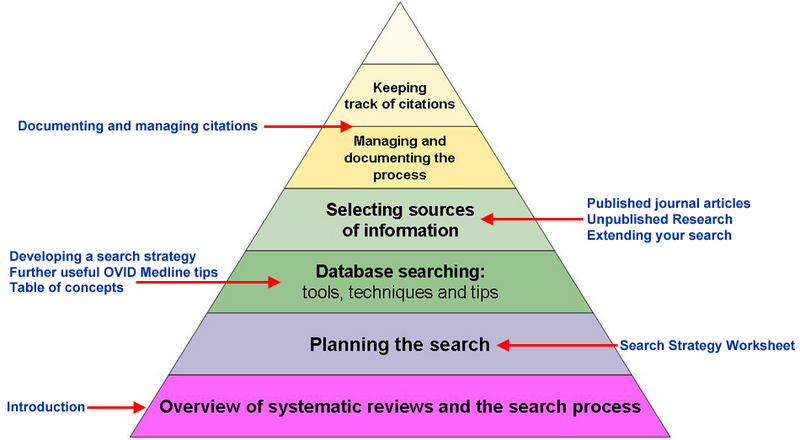 Keeping
track of citations
Documenting and managing citations
Managing and
documenting the
process
Selecting sources
of information
Published journal articles
Unpublished Research
Extending your search
Developing a search strategy
Further useful OVID Medline tips
Table of concepts
Database searching:
tools, techniques and tips
Planning the search
Search Strategy Worksheet
Introduction
Overview of systematic reviews and the search process